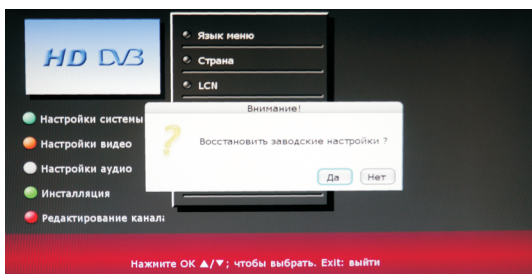 HD DVB
Язык меню
Страна
LCN
Настройки системы
Настройки видео
Настройки аудио
Инсталляция
Редактирование канал
Внимание!
Восстановить заводские настройки ?
Да
Нет
Нажмите OK ▲/▼; чтобы выбрать. Exit: выйти